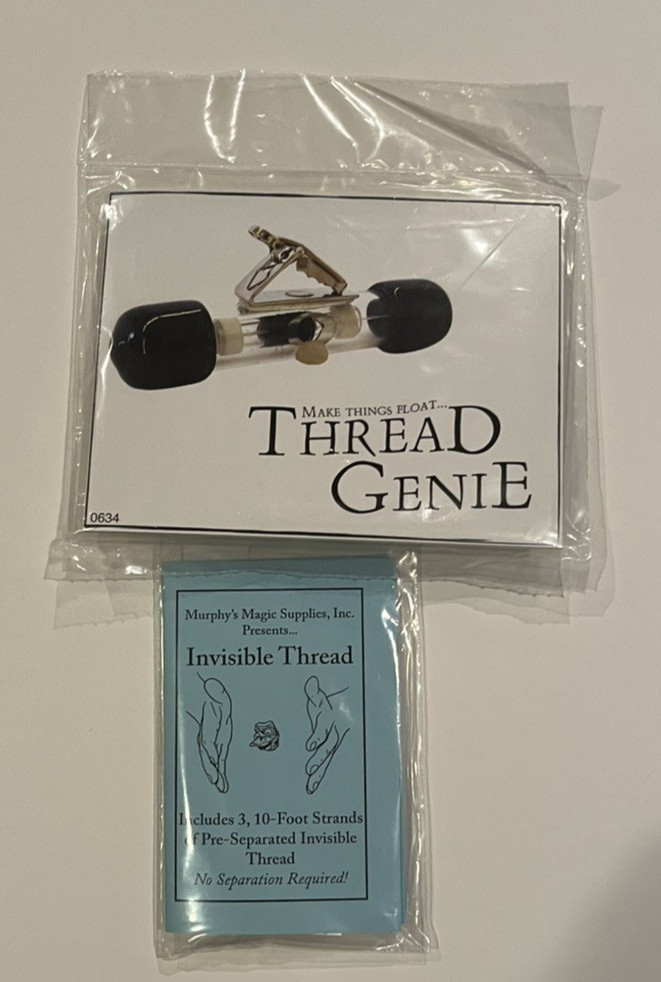 MAKE THINGS FLOAT...
THREAD
GENIE
0634
Murphy's Magic Supplies, Inc.
Presents...
Invisible Thread
Includes 3, 10-Foot Strands
of Pre-Separated Invisible
Thread
No Separation Required!